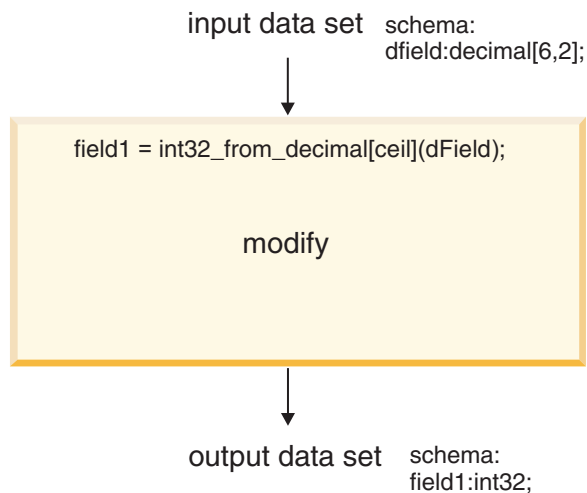 input data set
schema:
dfield:decimal[6,2];
field1 = int32_from_decimal[ceil](dField);
modify
output data set
schema:
field1:int32;